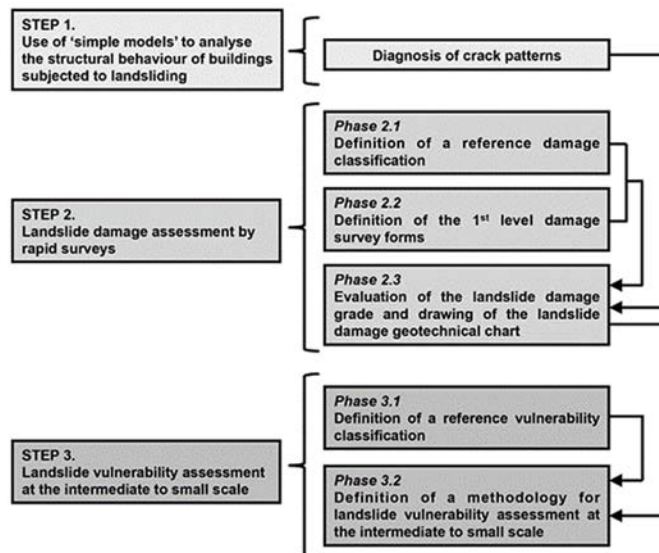 STEP 1.
Use of ‘simple models’ to analyse
the structural behaviour of buildings
subjected to landsliding
Diagnosis of crack patterns
STEP 2.
Landslide damage assessment by
rapid surveys
Phase 2.1
Definition of a reference damage
classification
Phase 2.2
Definition of the 1st level damage
survey forms
Phase 2.3
Evaluation of the landslide damage
grade and drawing of the landslide
damage geotechnical chart
STEP 3.
Landslide vulnerability assessment
at the intermediate to small scale
Phase 3.1
Definition of a reference vulnerability
classification
Phase 3.2
Definition of a methodology for
landslide vulnerability assessment at
the intermediate to small scale